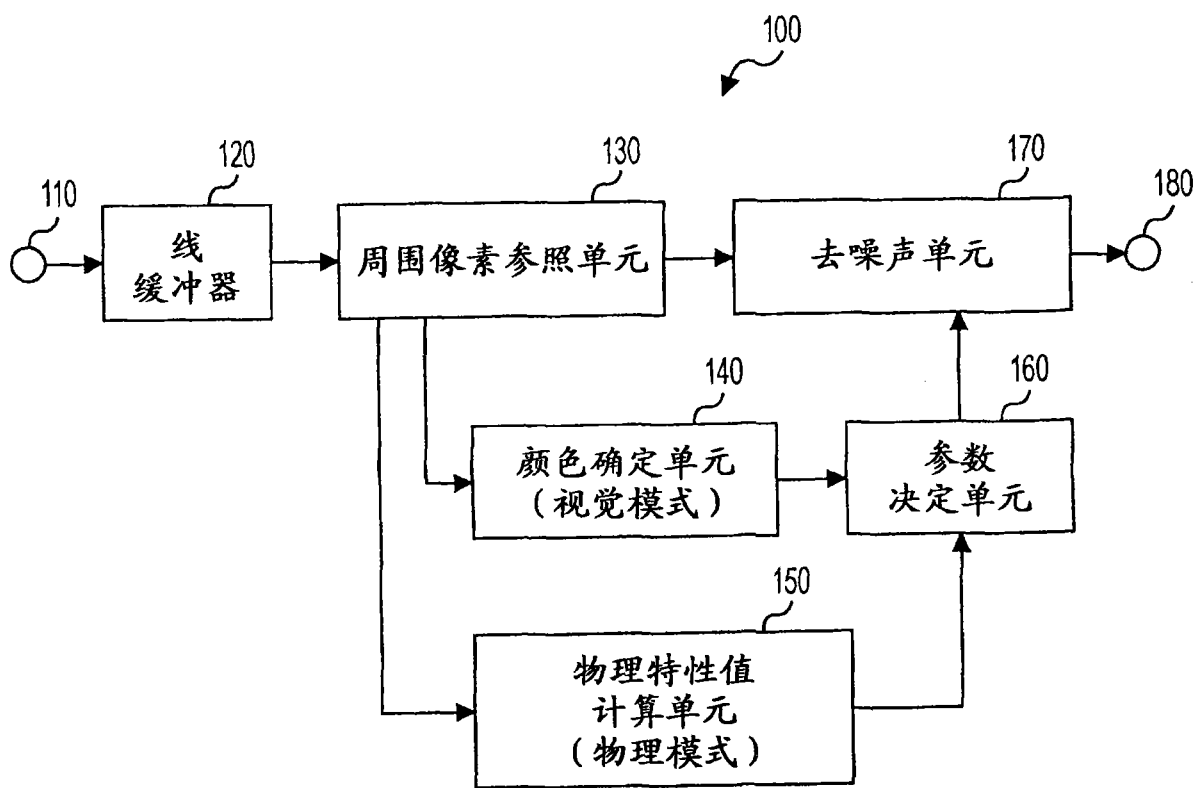 100
110
120
130
170
180
线
缓冲器
周围像素参照单元
去噪声单元
140
160
颜色确定单元
(视觉模式)
参数
决定单元
150
物理特性值
计算单元
(物理模式)